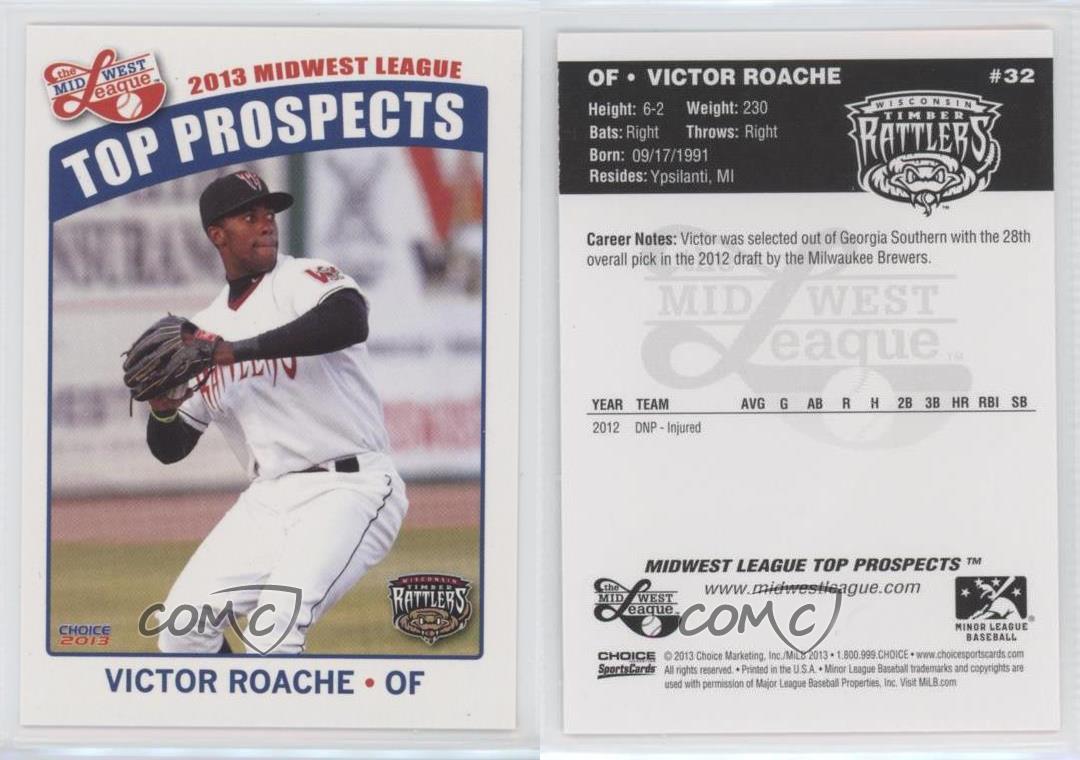 the
MID WEST
League™
2013 MIDWEST LEAGUE
TOP PROSPECTS
RATTLERS
WISCONSIN
TIMBER
RATTLERS
CHOICE
2013
COMC
VICTOR ROACHE • OF
OF • VICTOR ROACHE #32
Height: 6-2 Weight: 230
Bats: Right Throws: Right
Born: 09/17/1991
Resides: Ypsilanti, MI
WISCONSIN
TIMBER
RATTLERS™
Career Notes: Victor was selected out of Georgia Southern with the 28th
overall pick in the 2012 draft by the Milwaukee Brewers.
the
MID WEST
League™
YEAR TEAM AVG G AB R H 2B 3B HR RBI SB
2012 DNP - Injured
MIDWEST LEAGUE TOP PROSPECTS ™
www.midwestleague.com
the
MID WEST
League
COMC
MINOR LEAGUE
BASEBALL®
CHOICE
SportsCards
© 2013 Choice Marketing, Inc./MiLB 2013 • 1.800.999.CHOICE • www.choicesportscards.com
All rights reserved. • Printed in the U.S.A. • Minor League Baseball trademarks and copyrights are
used with permission of Major League Baseball Properties, Inc. Visit MiLB.com